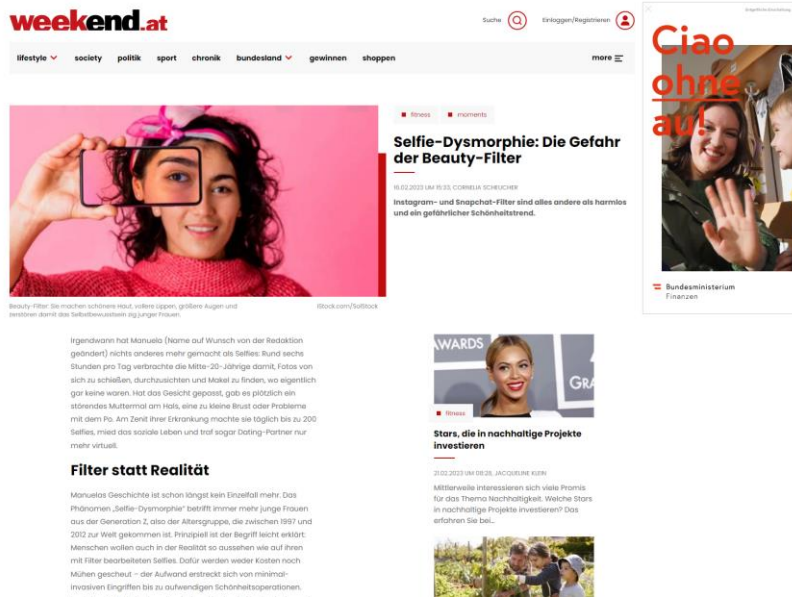 weekend.at
Suche
Einloggen/Registrieren
lifestyle
society
politik
sport
chronik
bundesland
gewinnen
shoppen
more
fitness
moments
Selfie-Dysmorphie: Die Gefahr
der Beauty-Filter
16.02.2023 UM 15:33, CORNELIA SCHEUCHER
Instagram- und Snapchat-Filter sind alles andere als harmlos
und ein gefährlicher Schönheitstrend.
Beauty-Filter: Sie machen schönere Haut, vollere Lippen, größere Augen und
zerstören damit das Selbstbewusstsein zig junger Frauen.
iStock.com/SolStock
Ciao
ohne
au!
Bundesministerium
Finanzen
Irgendwann hat Manuela (Name auf Wunsch von der Redaktion
geändert) nichts anderes mehr gemacht als Selfies: Rund sechs
Stunden pro Tag verbrachte die Mitte-20-Jährige damit, Fotos von
sich zu schießen, durchzusichten und Makel zu finden, wo eigentlich
gar keine waren. Hat das Gesicht gepasst, gab es plötzlich ein
störendes Muttermal am Hals, eine zu kleine Brust oder Probleme
mit dem Po. Am Zenit ihrer Erkrankung machte sie täglich bis zu 200
Selfies, mied das soziale Leben und traf sogar Dating-Partner nur
mehr virtuell.
Filter statt Realität
Manuelas Geschichte ist schon längst kein Einzelfall mehr. Das
Phänomen „Selfie-Dysmorphie“ betrifft immer mehr junge Frauen
aus der Generation Z, also der Altersgruppe, die zwischen 1997 und
2012 zur Welt gekommen ist. Prinzipiell ist der Begriff leicht erklärt:
Menschen wollen auch in der Realität so aussehen wie auf ihren
mit Filter bearbeiteten Selfies. Dafür werden weder Kosten noch
Mühen gescheut – der Aufwand erstreckt sich von minimal-
invasiven Eingriffen bis zu aufwendigen Schönheitsoperationen.
AWARDS
GRA
fitness
Stars, die in nachhaltige Projekte
investieren
21.02.2023 UM 08:28, JACQUELINE KLEIN
Mittlerweile interessieren sich viele Promis
für das Thema Nachhaltigkeit. Welche Stars
in nachhaltige Projekte investieren? Das
erfahren Sie bei...